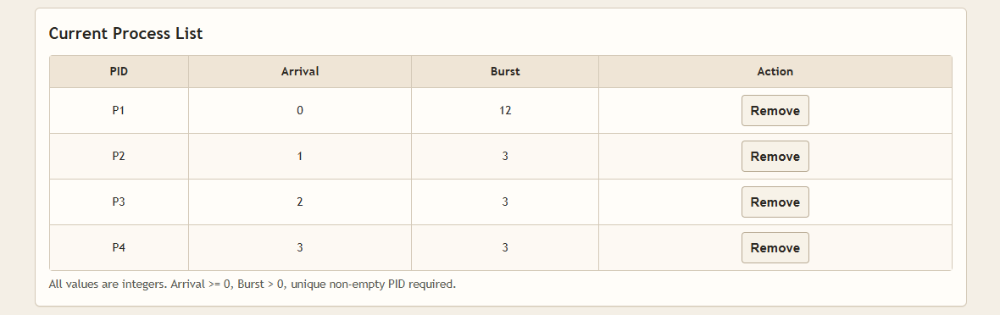 Current Process List
PID Arrival Burst Action
P1 0 12 Remove
P2 1 3 Remove
P3 2 3 Remove
P4 3 3 Remove
All values are integers. Arrival >= 0, Burst > 0, unique non-empty PID required.